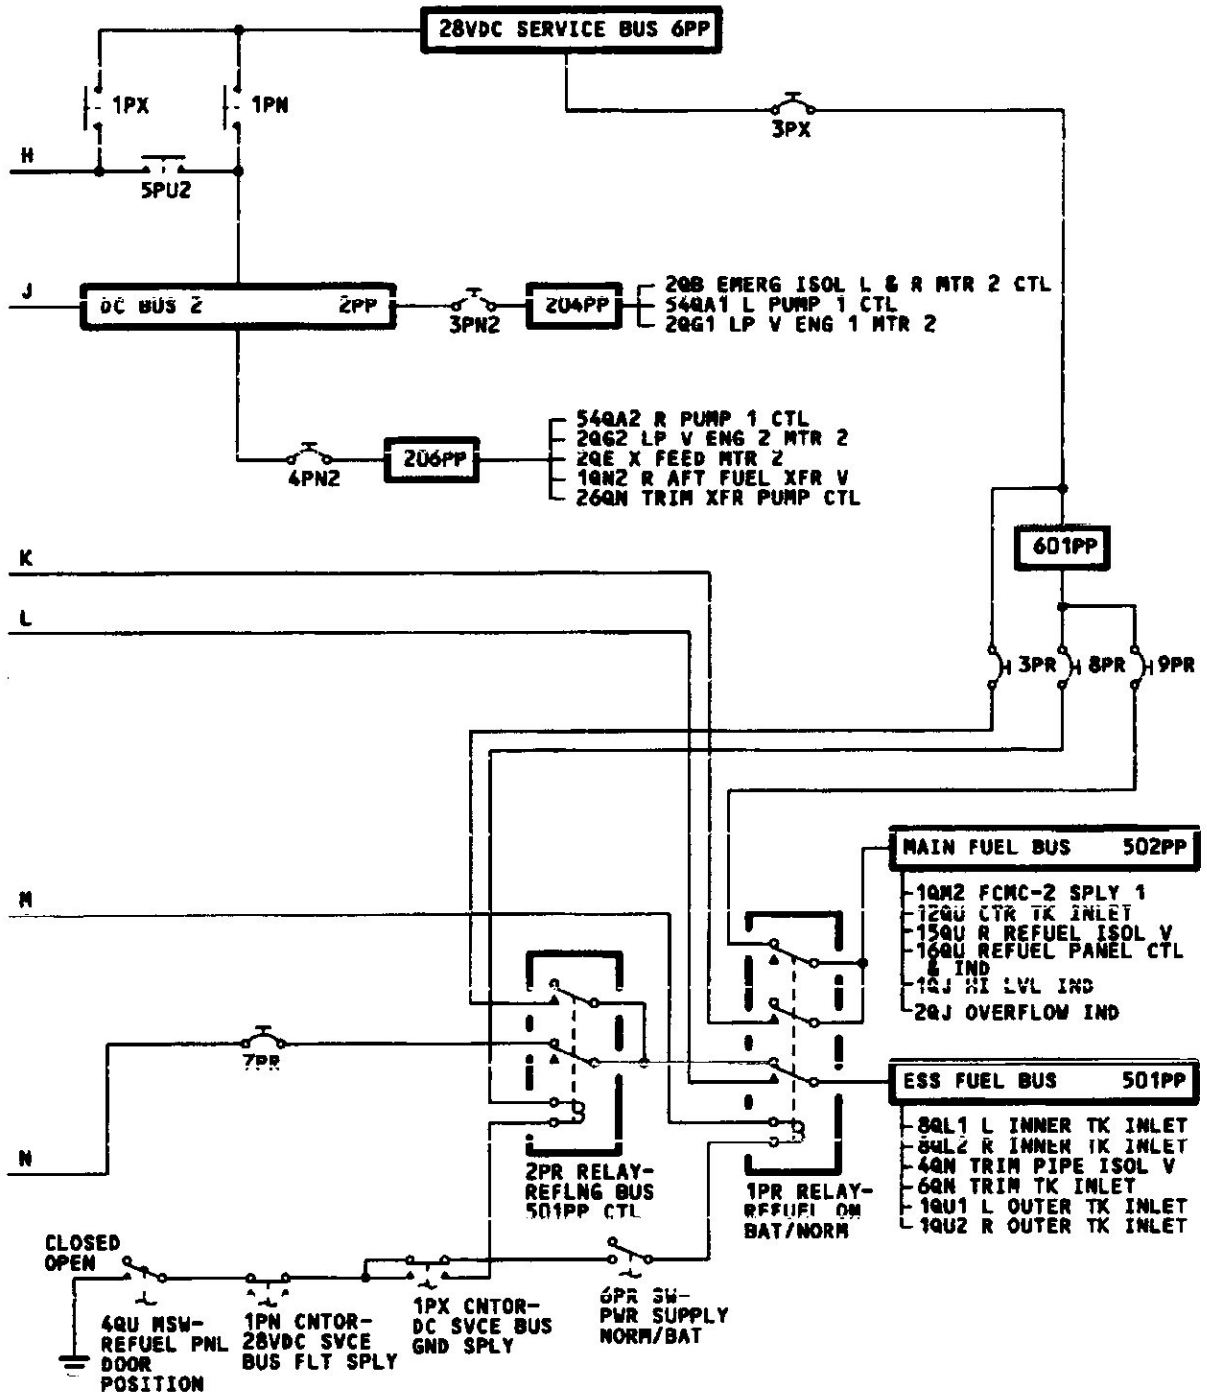 28VDC SERVICE BUS 6PP
1PX
1PN
3PX
H
5PU2
J
DC BUS 2 2PP
3PN2
204PP
2QB EMERG ISOL L & R MTR 2 CTL
54QA1 L PUMP 1 CTL
2QG1 LP V ENG 1 MTR 2
4PN2
206PP
54QA2 R PUMP 1 CTL
2QG2 LP V ENG 2 MTR 2
2QE X FEED MTR 2
1QN2 R AFT FUEL XFR V
26QN TRIM XFR PUMP CTL
601PP
K
L
3PR
8PR
9PR
MAIN FUEL BUS 502PP
1QM2 FCMC-2 SPLY 1
12QU CTR TK INLET
15QU R REFUEL ISOL V
16QU REFUEL PANEL CTL
& IND
1QJ HI LVL IND
2QJ OVERFLOW IND
M
7PR
ESS FUEL BUS 501PP
8QL1 L INNER TK INLET
8QL2 R INNER TK INLET
4QN TRIM PIPE ISOL V
6QN TRIM TK INLET
1QU1 L OUTER TK INLET
1QU2 R OUTER TK INLET
N
2PR RELAY-
REFLNG BUS
501PP CTL
1PR RELAY-
REFUEL ON
BAT/NORM
CLOSED
OPEN
4QU MSW-
REFUEL PNL
DOOR
POSITION
1PN CNTOR-
28VDC SVCE
BUS FLT SPLY
1PX CNTOR-
DC SVCE BUS
GND SPLY
6PR SW-
PWR SUPPLY
NORM/BAT